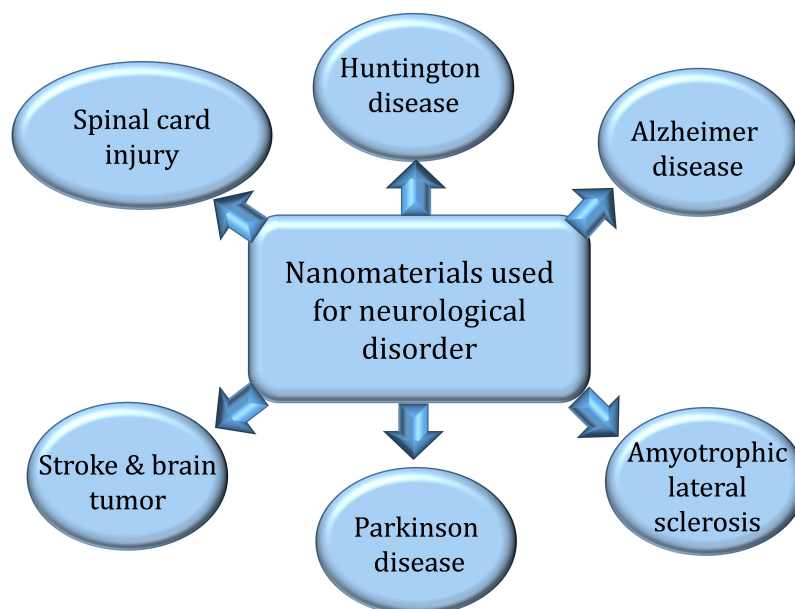 Huntington
disease
Spinal card
injury
Alzheimer
disease
Nanomaterials used
for neurological
disorder
Stroke & brain
tumor
Parkinson
disease
Amyotrophic
lateral
sclerosis